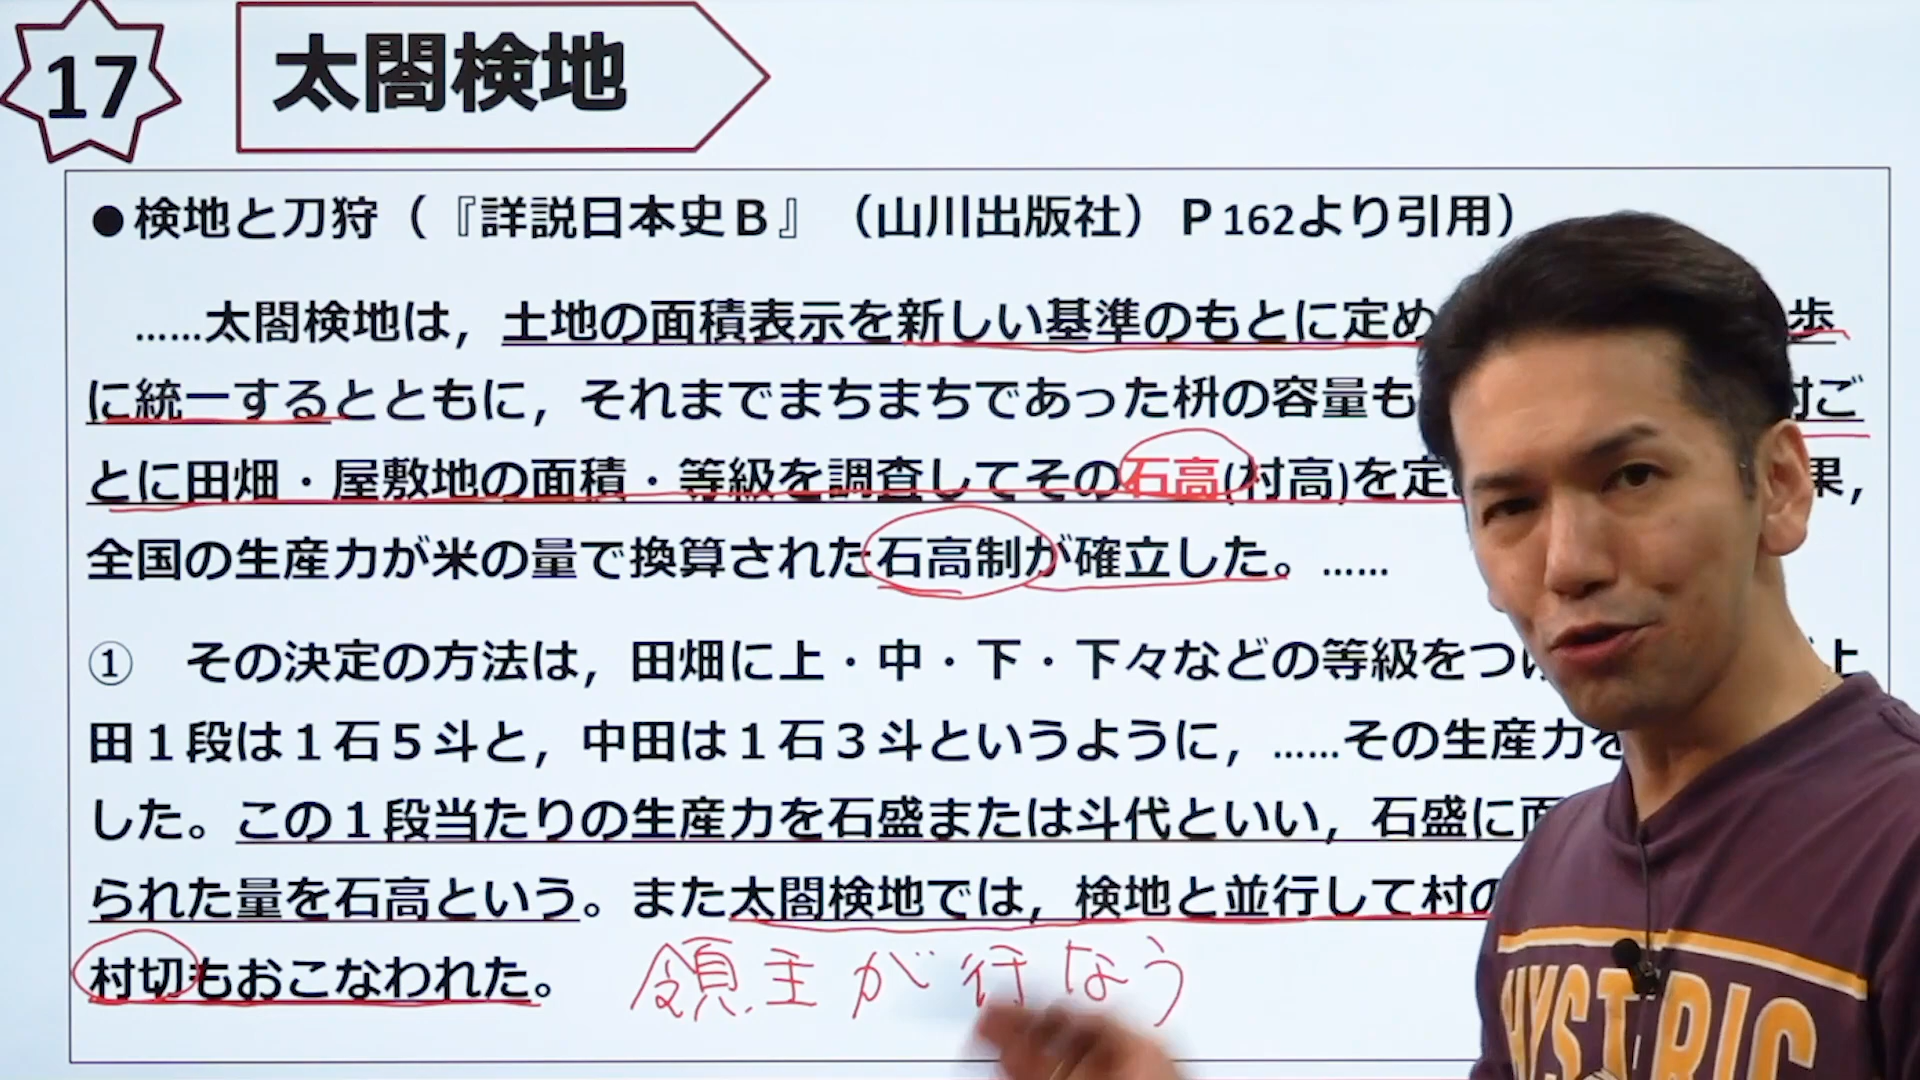 17
太閤検地
●検地と刀狩（『詳説日本史Ｂ』（山川出版社）Ｐ162より引用）
……太閤検地は，土地の面積表示を新しい基準のもとに定め 歩
に統一するとともに，それまでまちまちであった枡の容量も 村ご
とに田畑・屋敷地の面積・等級を調査してその石高(村高)を定 果，
全国の生産力が米の量で換算された石高制が確立した。……
① その決定の方法は，田畑に上・中・下・下々などの等級をつけ 上
田１段は１石５斗と，中田は１石３斗というように，……その生産力を
した。この１段当たりの生産力を石盛または斗代といい，石盛に面
られた量を石高という。また太閤検地では，検地と並行して村の
村切もおこなわれた。
領主が行なう
HYSTERIC